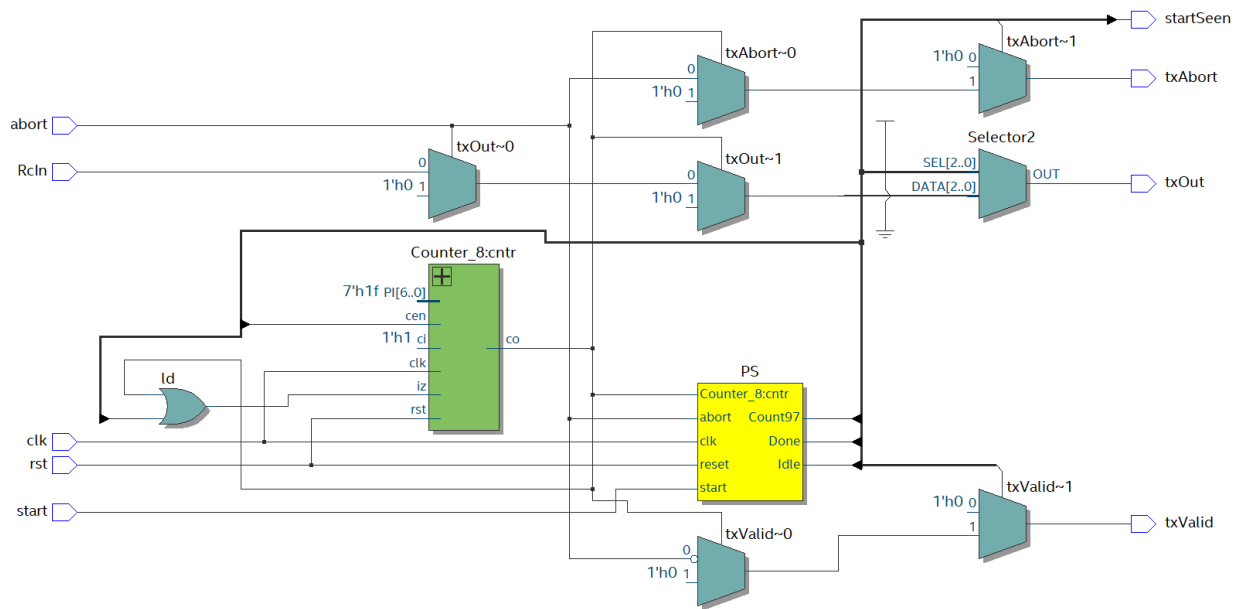 startSeen
txAbort~0
txAbort~1
0
1'h0 1
1'h0 0
1
txAbort
abort
RcIn
txOut~0
0
1'h0 1
txOut~1
0
1'h0 1
Selector2
SEL[2..0]
DATA[2..0]
OUT
txOut
Counter_8:cntr
7'h1f PI[6..0]
cen
1'h1 ci
clk
iz
rst
co
ld
clk
rst
start
PS
Counter_8:cntr
abort
clk
reset
start
Count97
Done
Idle
txValid~0
0
1'h0 1
txValid~1
1'h0 0
1
txValid